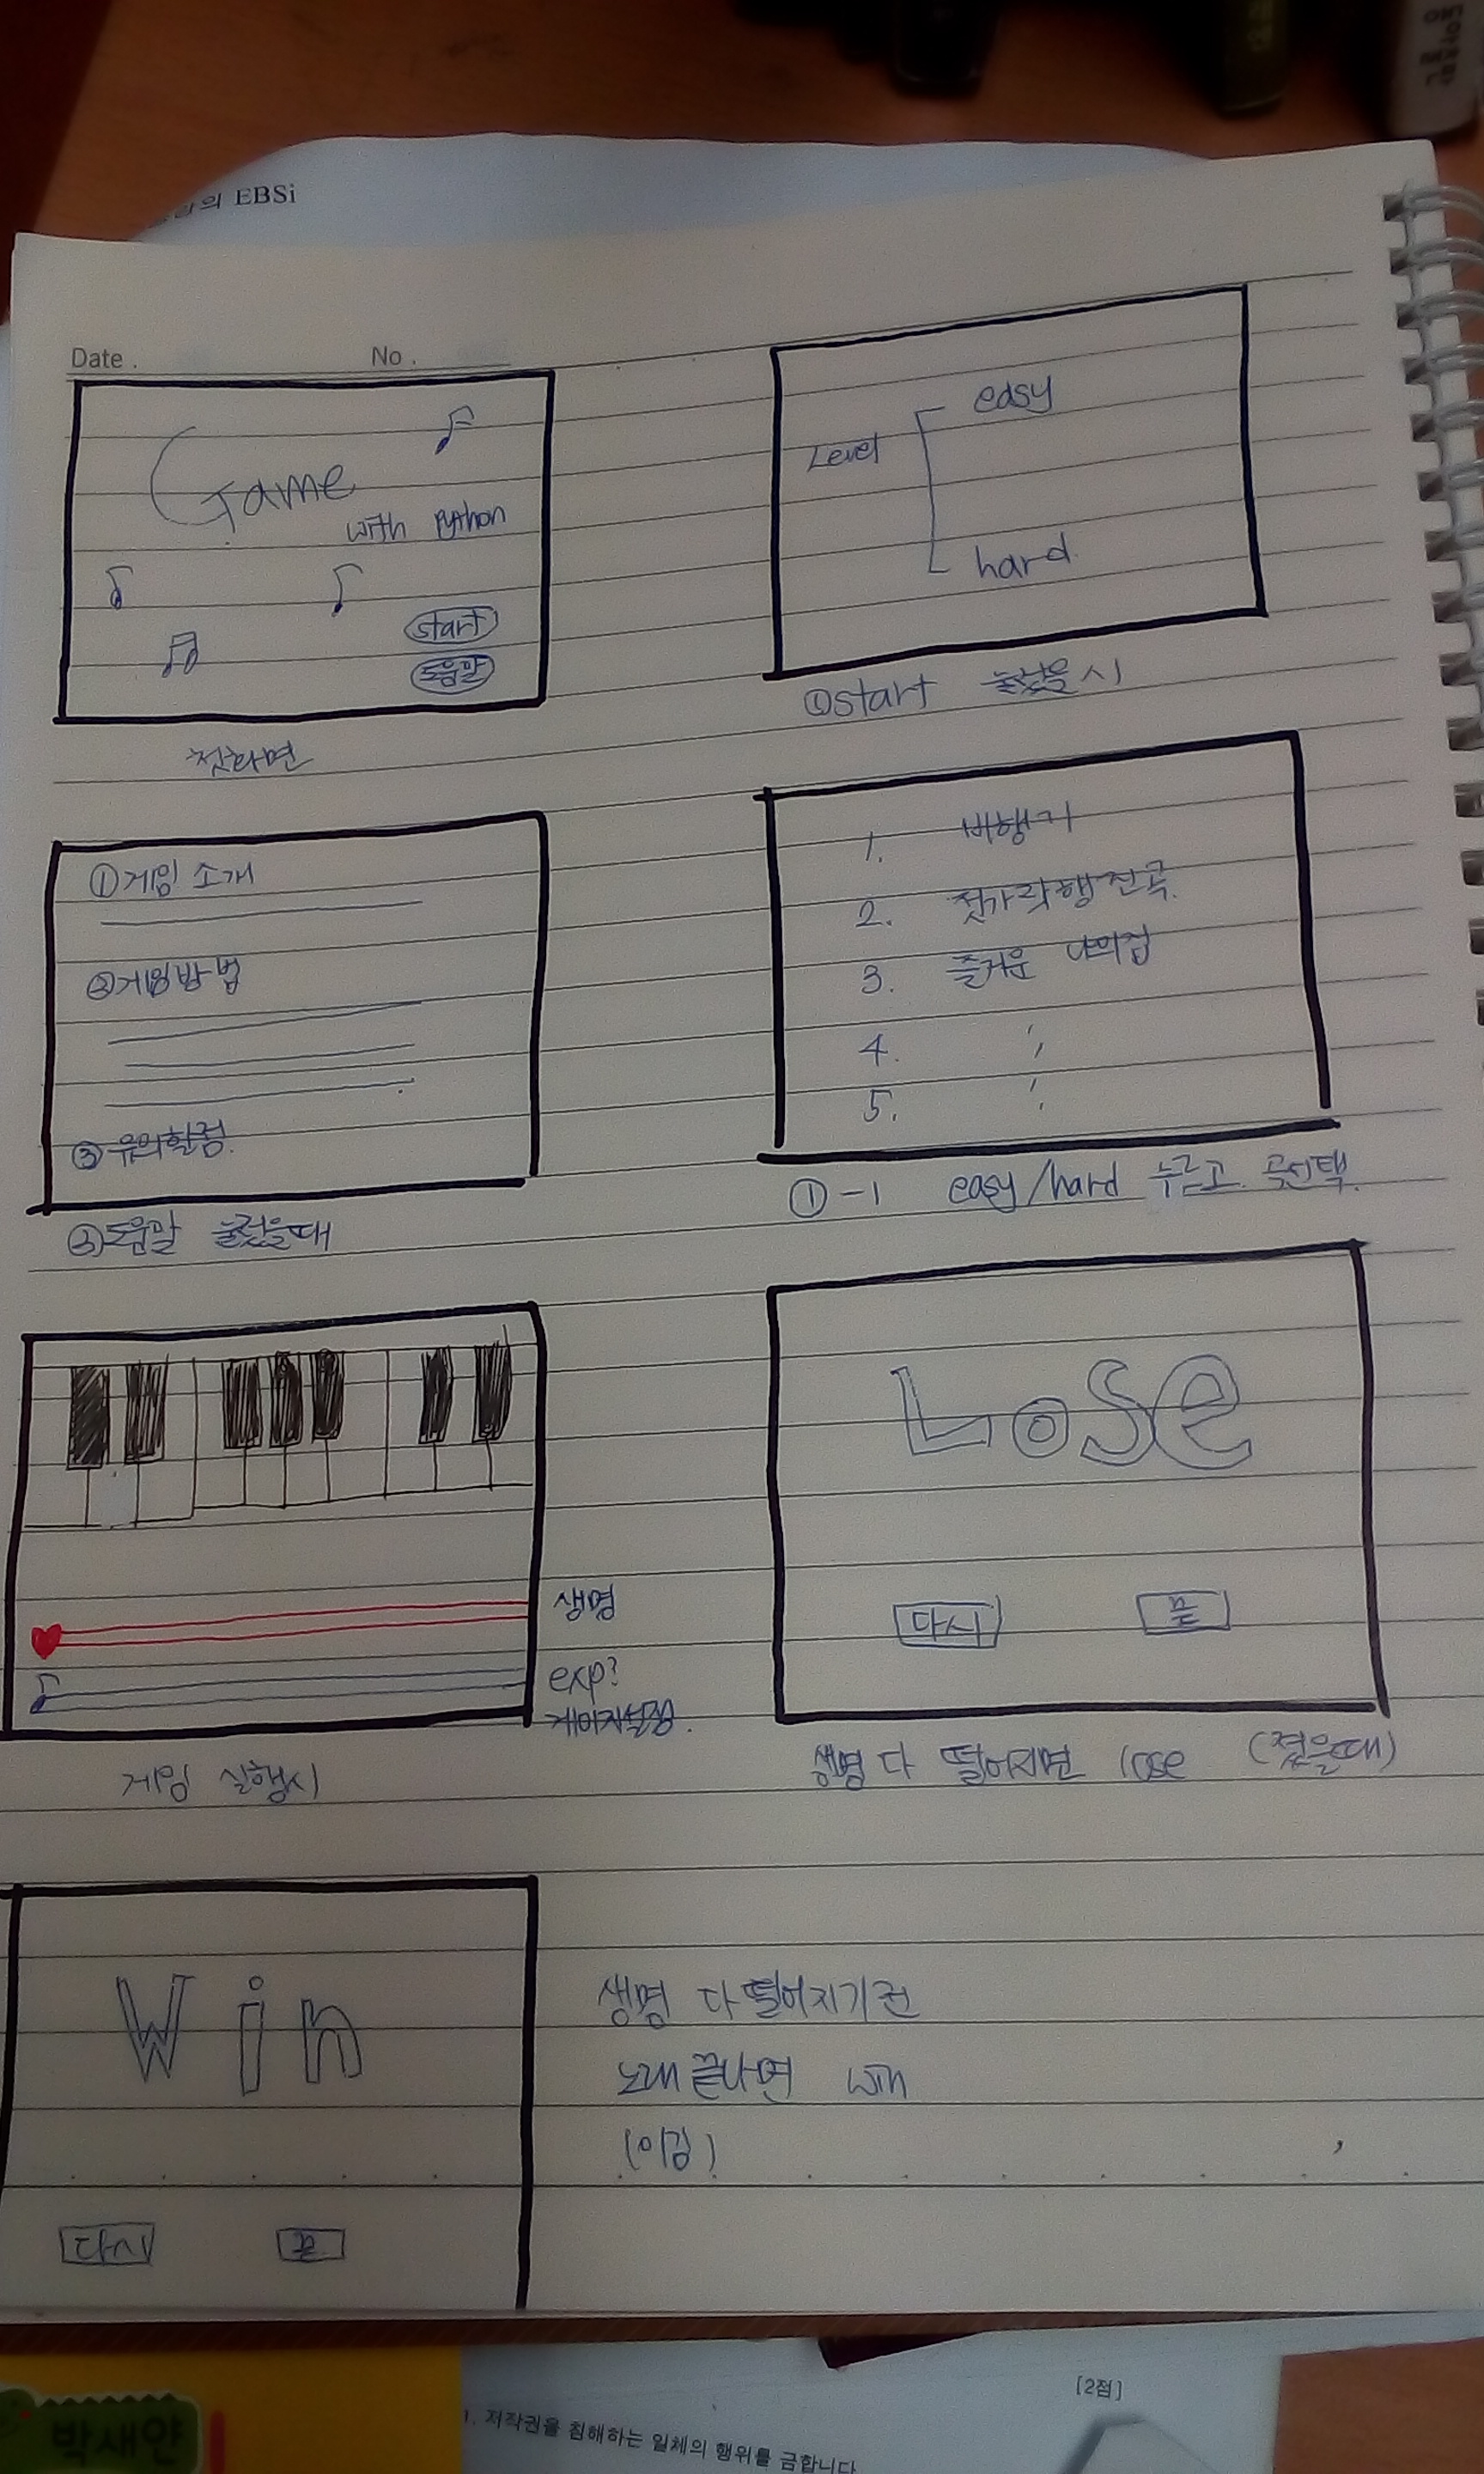 의 EBSi
Date .
No .
Game
with python
start
도움말
첫화면
Level
easy
hard
①start 눌렀을 시
①게임 소개
②게임방법
③유의할점.
②도움말 눌렀을때
1. 비행기
2. 젓가락행진곡.
3. 즐거운 나의집
4. "
5. "
①-1 easy/hard 누르고 곡선택.
생명
exp?
게이지설정.
게임 실행시
Lose
다시
끝
생명 다 떨어지면 lose (졌을때)
Win
다시
끝
생명 다 떨어지기전
노래끝나면 win
(이김)
박새얀
[2점]
1. 저작권을 침해하는 일체의 행위를 금합니다